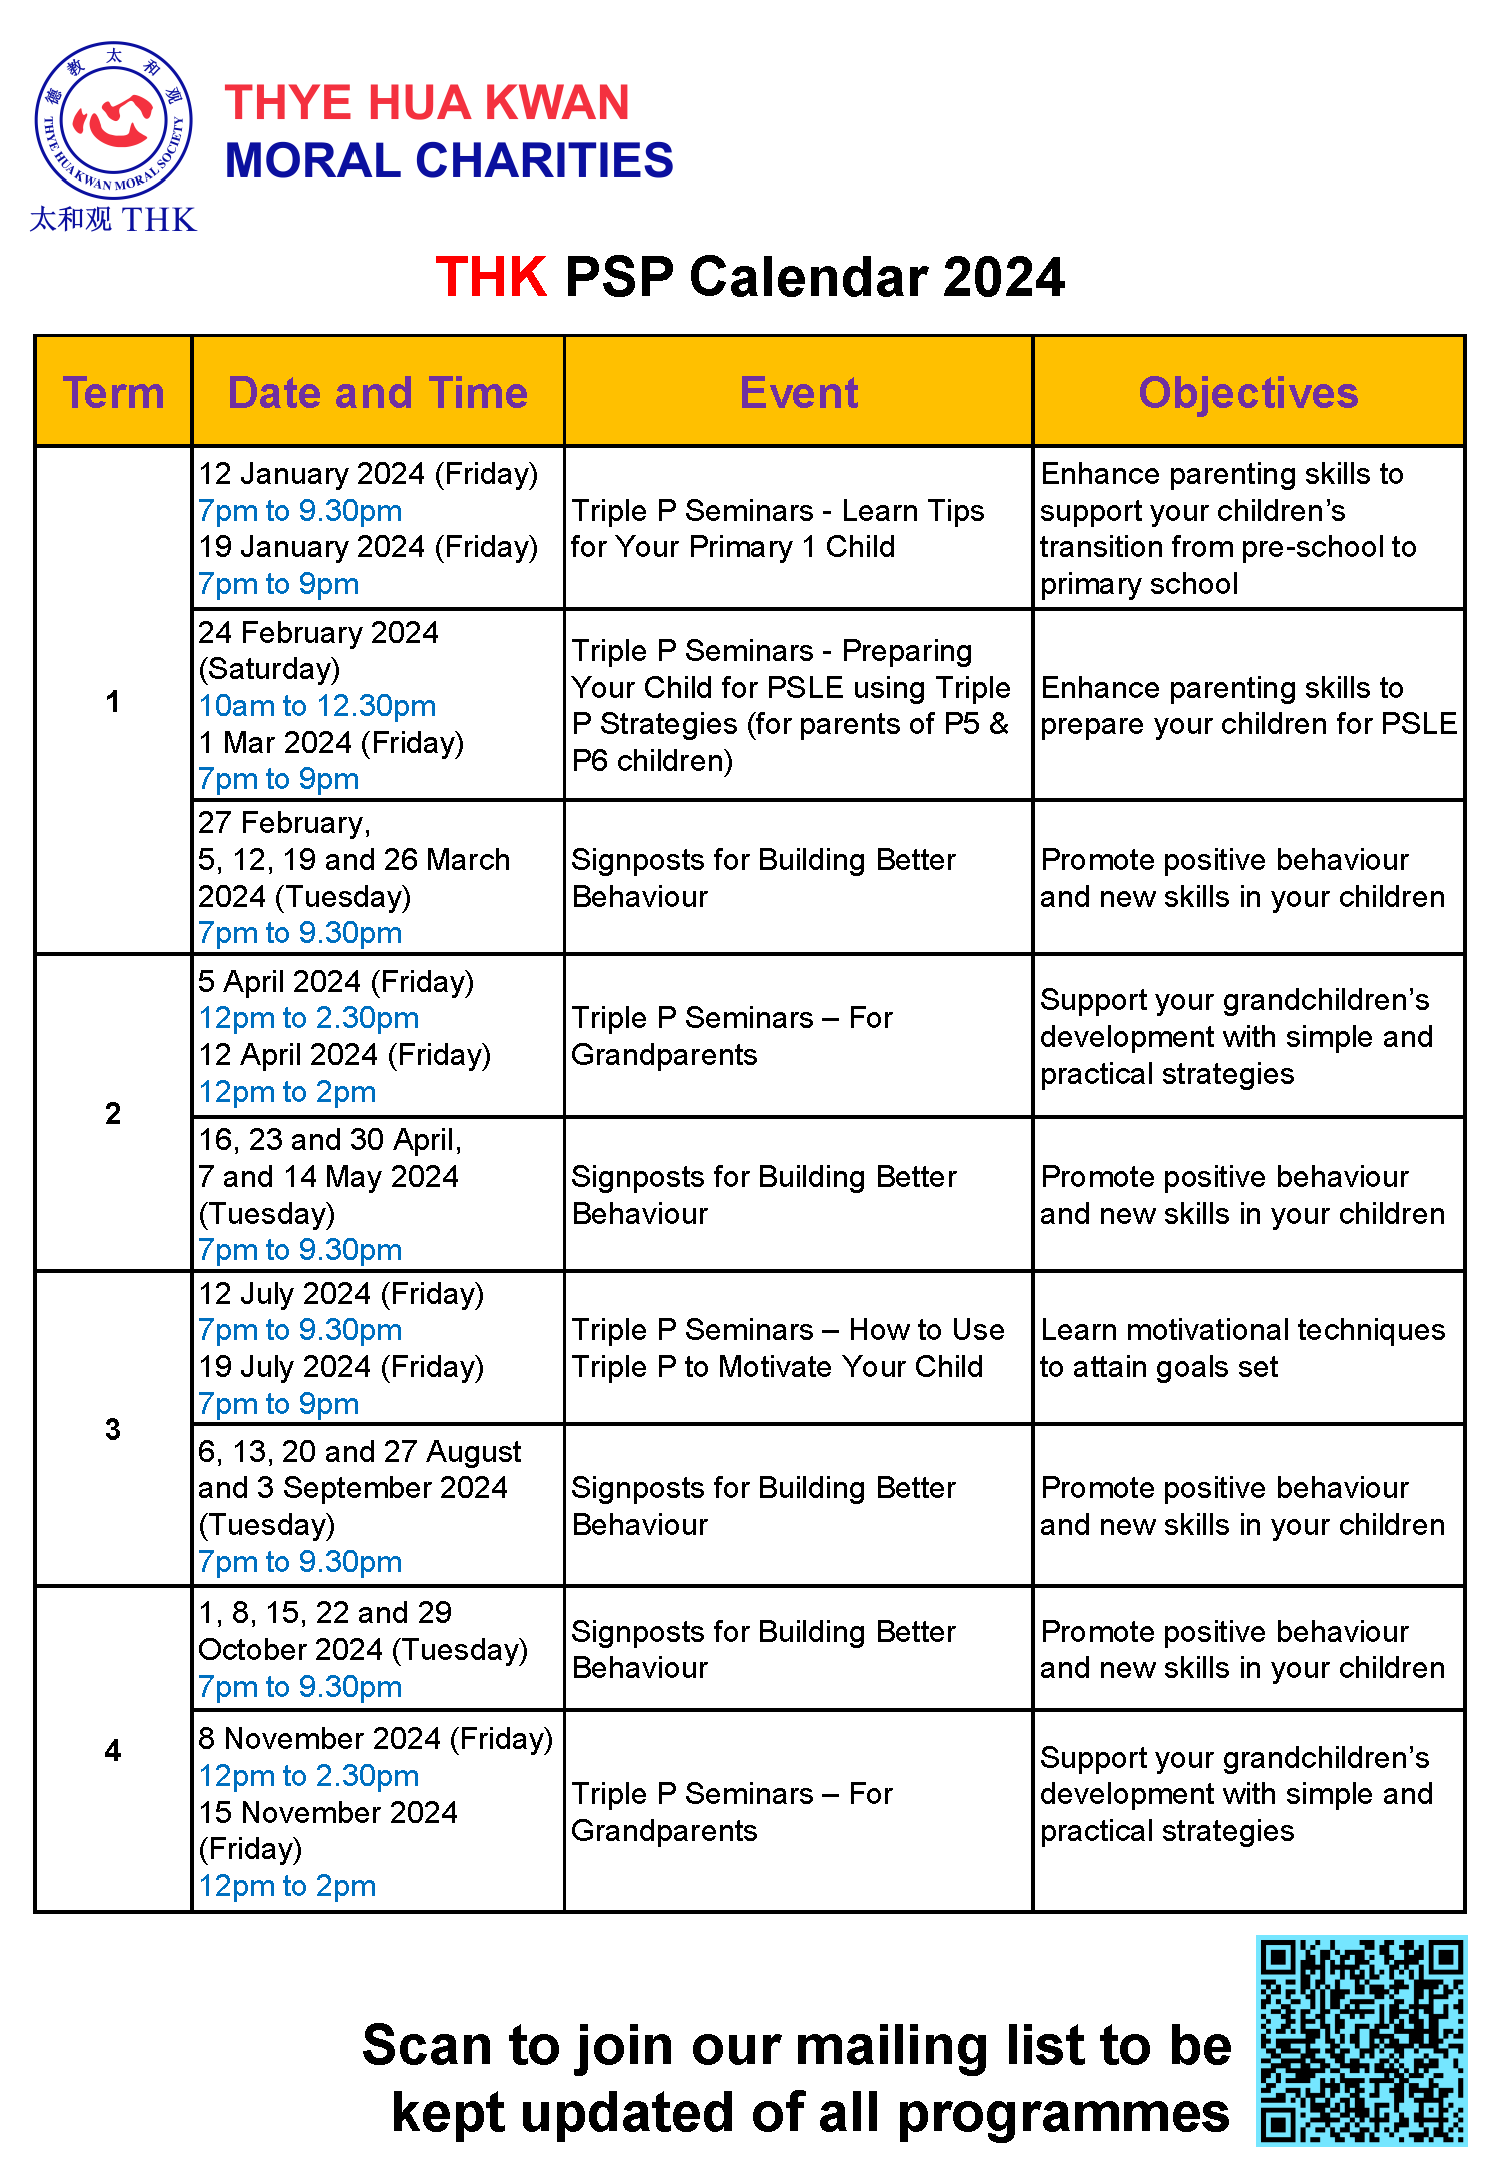 德教太和观
THYE HUA KWAN MORAL SOCIETY
太和观 THK
THYE HUA KWAN
MORAL CHARITIES
THK PSP Calendar 2024
Term
Date and Time
Event
Objectives
1
12 January 2024 (Friday)
7pm to 9.30pm
19 January 2024 (Friday)
7pm to 9pm
Triple P Seminars - Learn Tips
for Your Primary 1 Child
Enhance parenting skills to
support your children’s
transition from pre-school to
primary school
24 February 2024
(Saturday)
10am to 12.30pm
1 Mar 2024 (Friday)
7pm to 9pm
Triple P Seminars - Preparing
Your Child for PSLE using Triple
P Strategies (for parents of P5 &
P6 children)
Enhance parenting skills to
prepare your children for PSLE
27 February,
5, 12, 19 and 26 March
2024 (Tuesday)
7pm to 9.30pm
Signposts for Building Better
Behaviour
Promote positive behaviour
and new skills in your children
2
5 April 2024 (Friday)
12pm to 2.30pm
12 April 2024 (Friday)
12pm to 2pm
Triple P Seminars – For
Grandparents
Support your grandchildren’s
development with simple and
practical strategies
16, 23 and 30 April,
7 and 14 May 2024
(Tuesday)
7pm to 9.30pm
Signposts for Building Better
Behaviour
Promote positive behaviour
and new skills in your children
3
12 July 2024 (Friday)
7pm to 9.30pm
19 July 2024 (Friday)
7pm to 9pm
Triple P Seminars – How to Use
Triple P to Motivate Your Child
Learn motivational techniques
to attain goals set
6, 13, 20 and 27 August
and 3 September 2024
(Tuesday)
7pm to 9.30pm
Signposts for Building Better
Behaviour
Promote positive behaviour
and new skills in your children
4
1, 8, 15, 22 and 29
October 2024 (Tuesday)
7pm to 9.30pm
Signposts for Building Better
Behaviour
Promote positive behaviour
and new skills in your children
8 November 2024 (Friday)
12pm to 2.30pm
15 November 2024
(Friday)
12pm to 2pm
Triple P Seminars – For
Grandparents
Support your grandchildren’s
development with simple and
practical strategies
Scan to join our mailing list to be
kept updated of all programmes